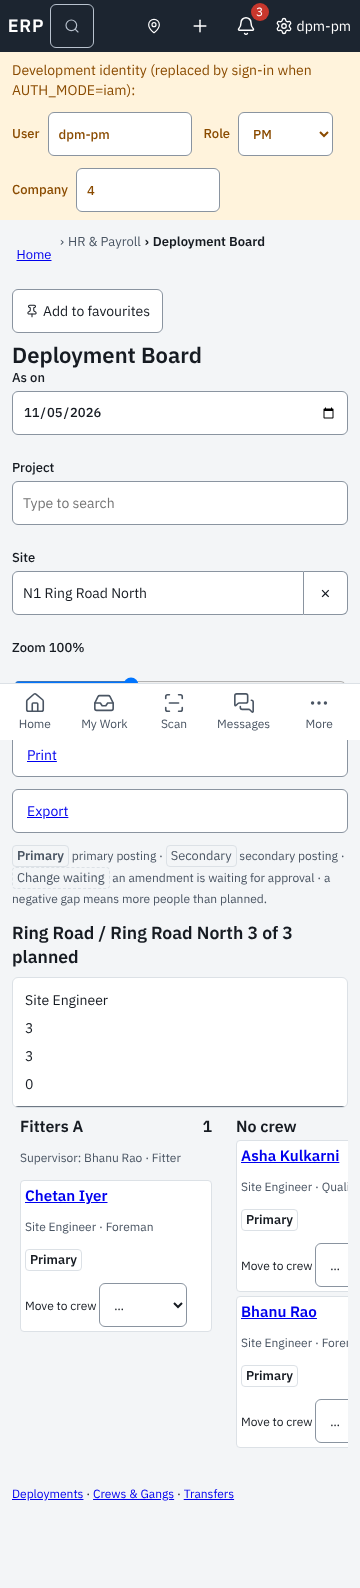 ERP
3
dpm-pm
Development identity (replaced by sign-in when
AUTH_MODE=iam):
User dpm-pm Role PM
Company 4
Home › HR & Payroll › Deployment Board
Add to favourites
Deployment Board
As on
11/05/2026
Project
Type to search
Site
N1 Ring Road North ×
Zoom 100%
Home My Work Scan Messages More
Print
Export
Primary primary posting · Secondary secondary posting ·
Change waiting an amendment is waiting for approval · a
negative gap means more people than planned.
Ring Road / Ring Road North 3 of 3
planned
Site Engineer
3
3
0
Fitters A 1
Supervisor: Bhanu Rao · Fitter
Chetan Iyer
Site Engineer · Foreman
Primary
Move to crew ...
No crew
Asha Kulkarni
Site Engineer ·
Primary
Move to crew ...
Bhanu Rao
Site Engineer ·
Primary
Move to crew ...
Deployments · Crews & Gangs · Transfers